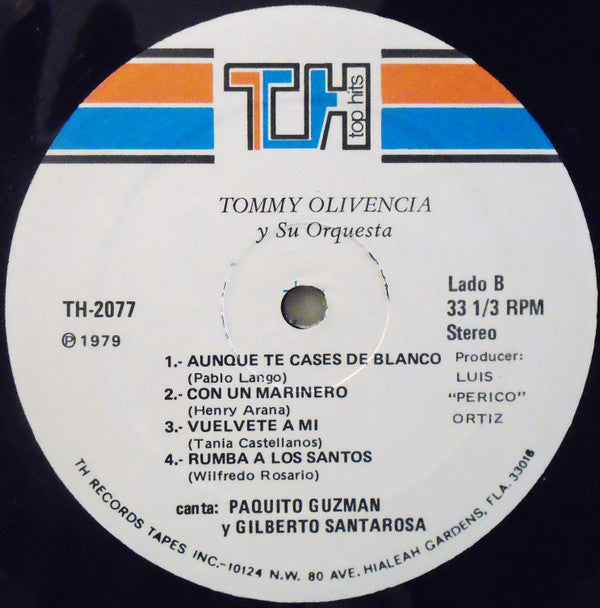 TH top hits
TOMMY OLIVENCIA
y Su Orquesta
TH-2077
℗ 1979
Lado B
33 1/3 RPM
Stereo
Producer:
LUIS
"PERICO"
ORTIZ
1.- AUNQUE TE CASES DE BLANCO
(Pablo Lango)
2.- CON UN MARINERO
(Henry Arana)
3.- VUELVETE A MI
(Tania Castellanos)
4.- RUMBA A LOS SANTOS
(Wilfredo Rosario)
canta: PAQUITO GUZMAN
y GILBERTO SANTAROSA
TH RECORDS TAPES INC.-10124 N.W. 80 AVE. HIALEAH GARDENS, FLA. 33016